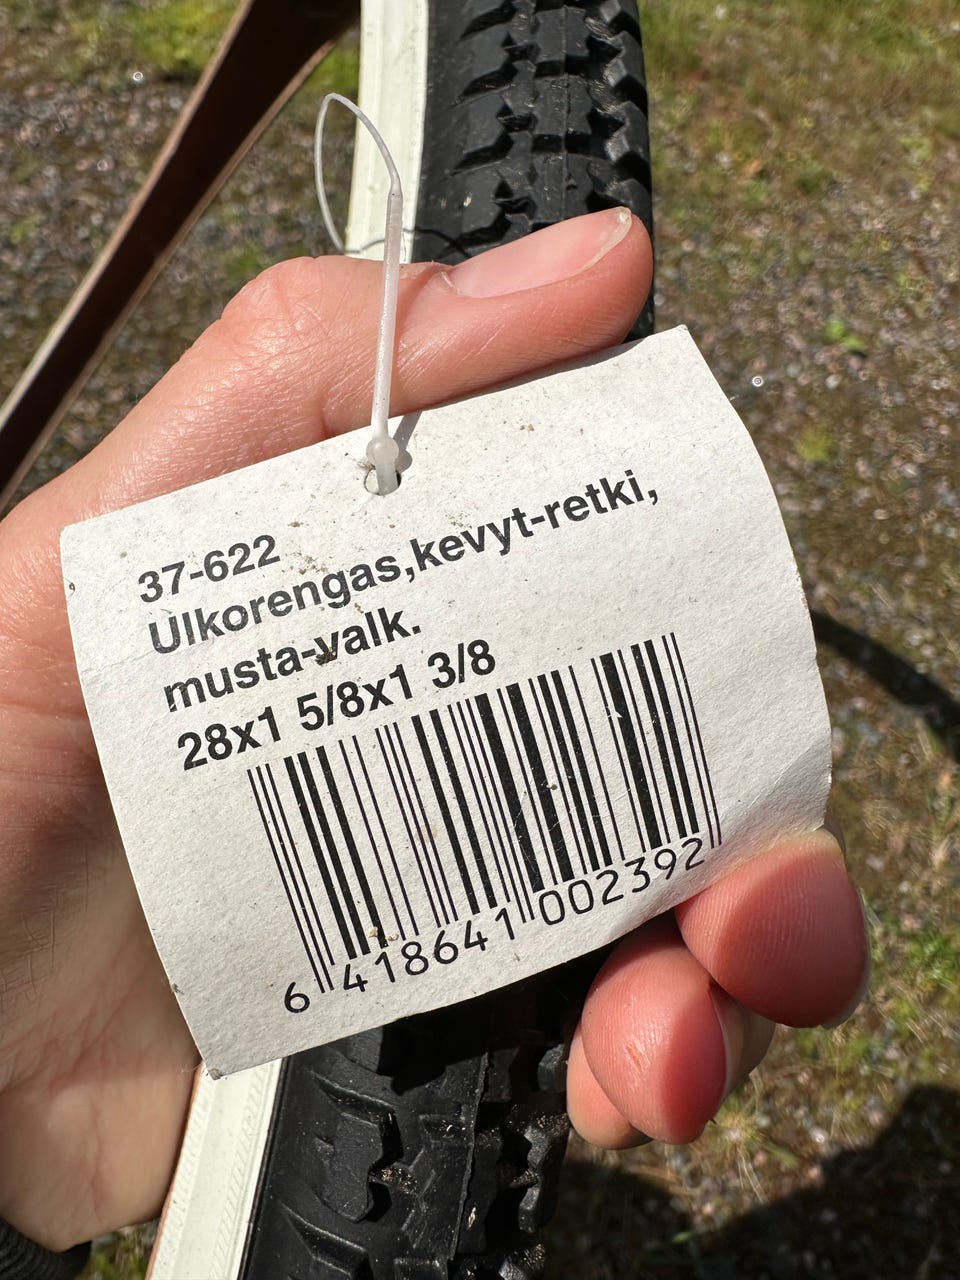 37-622
Ulkorengas,kevyt-retki,
musta-valk.
28x1 5/8x1 3/8
6 418641 002392